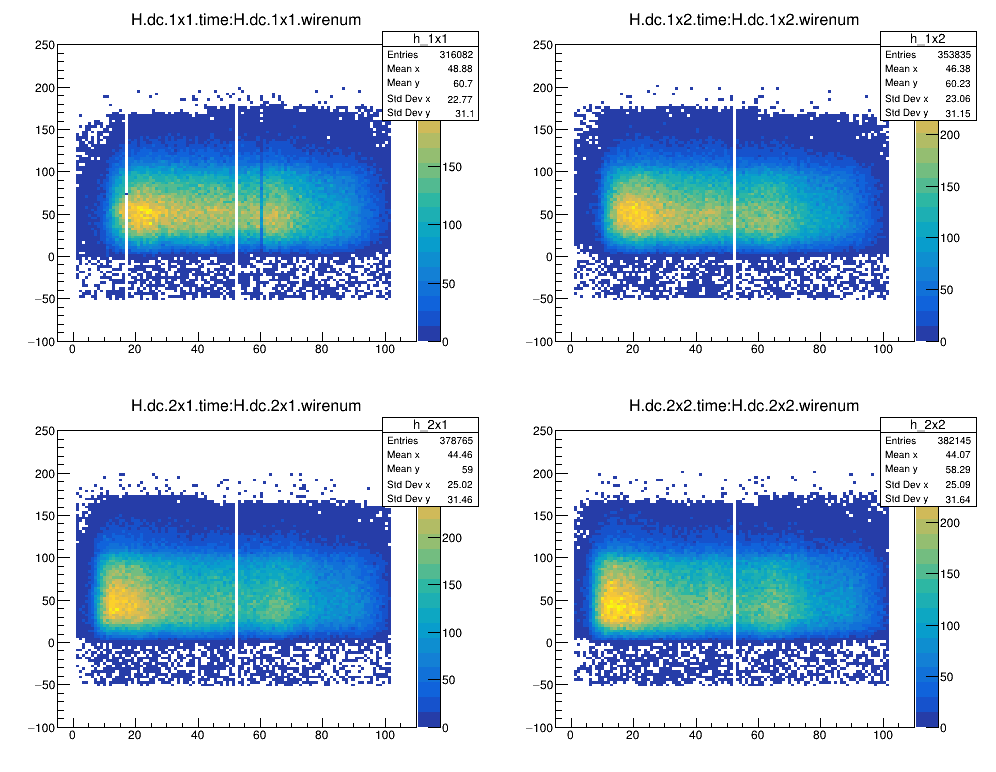 H.dc.1x1.time:H.dc.1x1.wirenum
h_1x1
Entries 316082
Mean x 48.88
Mean y 60.7
Std Dev x 22.77
Std Dev y 31.1
250
200
150
100
50
0
−50
−100
0 20 40 60 80 100
150
100
50
0
H.dc.1x2.time:H.dc.1x2.wirenum
h_1x2
Entries 353835
Mean x 46.38
Mean y 60.23
Std Dev x 23.06
Std Dev y 31.15
250
200
150
100
50
0
−50
−100
0 20 40 60 80 100
200
150
100
50
0
H.dc.2x1.time:H.dc.2x1.wirenum
h_2x1
Entries 378765
Mean x 44.46
Mean y 59
Std Dev x 25.02
Std Dev y 31.46
250
200
150
100
50
0
−50
−100
0 20 40 60 80 100
200
150
100
50
0
H.dc.2x2.time:H.dc.2x2.wirenum
h_2x2
Entries 382145
Mean x 44.07
Mean y 58.29
Std Dev x 25.09
Std Dev y 31.64
250
200
150
100
50
0
−50
−100
0 20 40 60 80 100
200
150
100
50
0